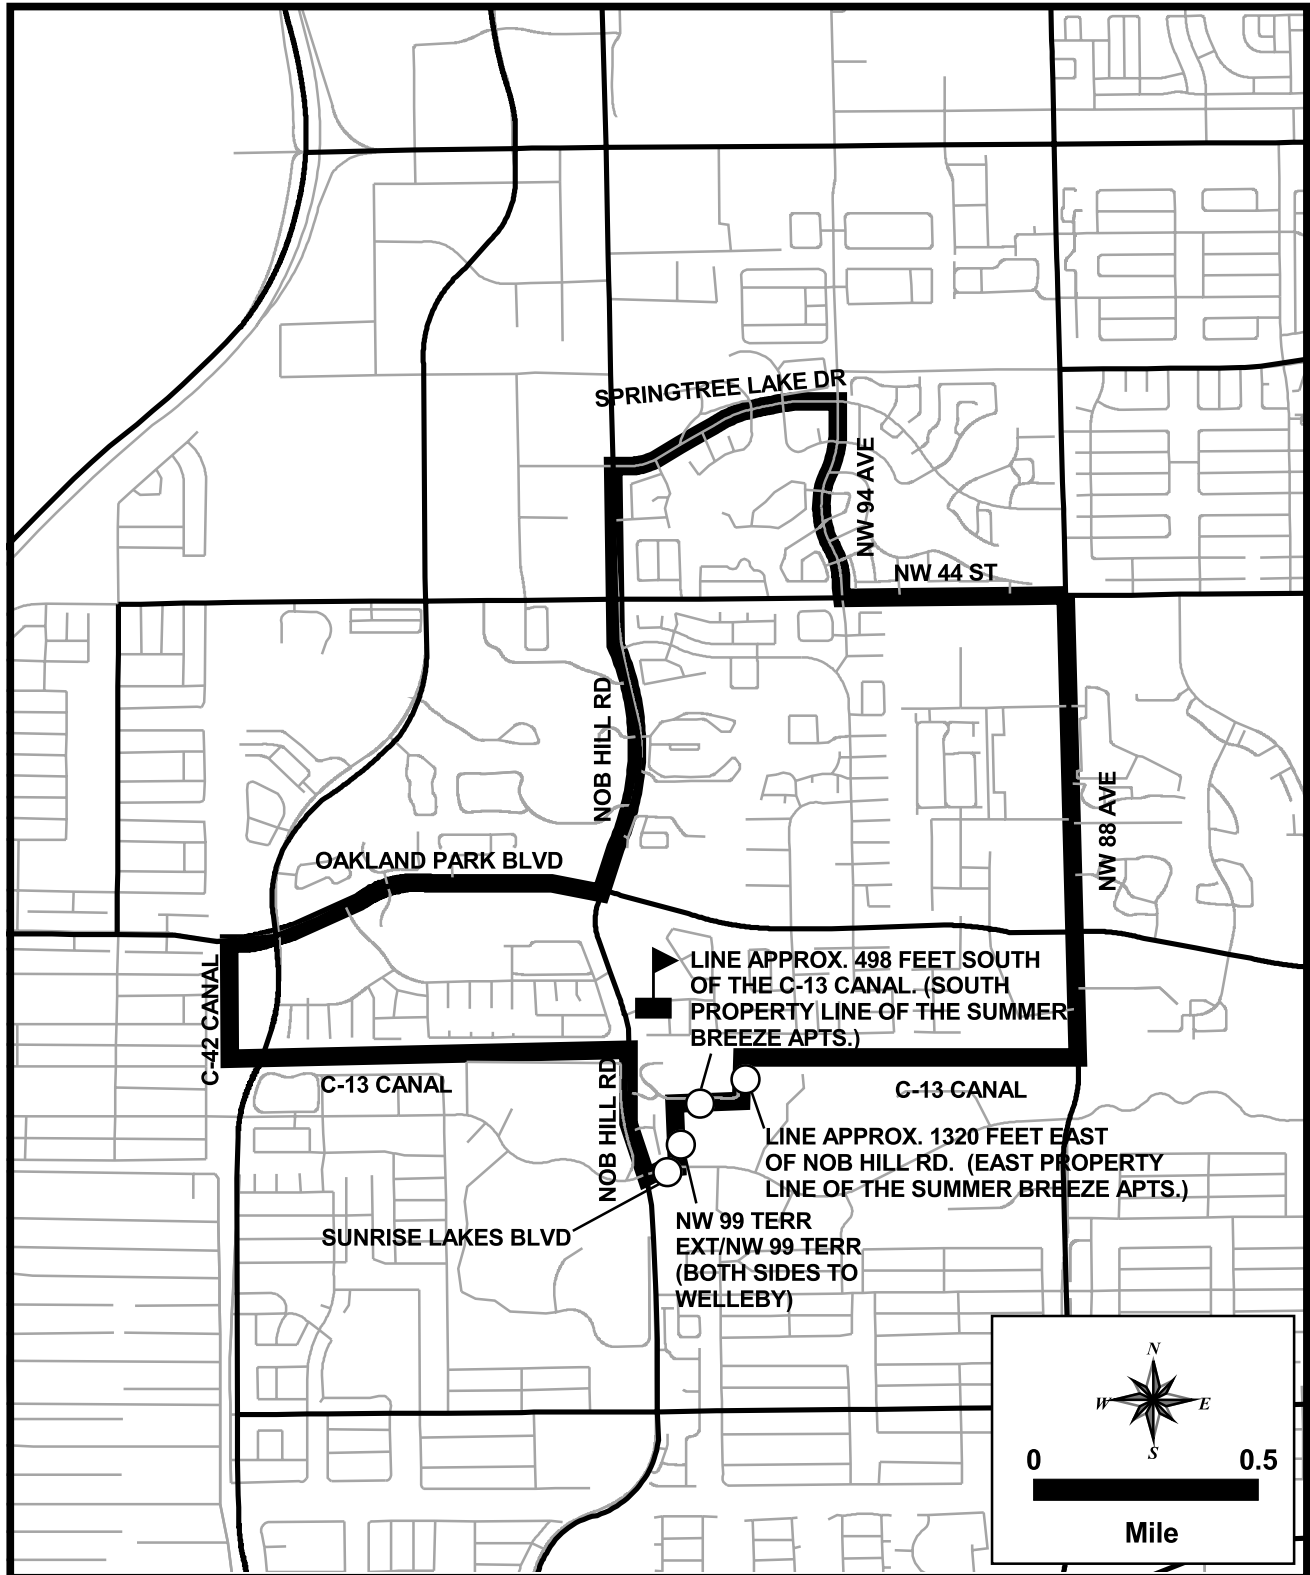 SPRINGTREE LAKE DR
NW 94 AVE
NW 44 ST
NOB HILL RD
NW 88 AVE
OAKLAND PARK BLVD
C-42 CANAL
LINE APPROX. 498 FEET SOUTH
OF THE C-13 CANAL. (SOUTH
PROPERTY LINE OF THE SUMMER
BREEZE APTS.)
C-13 CANAL
C-13 CANAL
NOB HILL RD
LINE APPROX. 1320 FEET EAST
OF NOB HILL RD.  (EAST PROPERTY
LINE OF THE SUMMER BREEZE APTS.)
SUNRISE LAKES BLVD
NW 99 TERR
EXT/NW 99 TERR
(BOTH SIDES TO
WELLEBY)
N
W
E
S
0
0.5
Mile